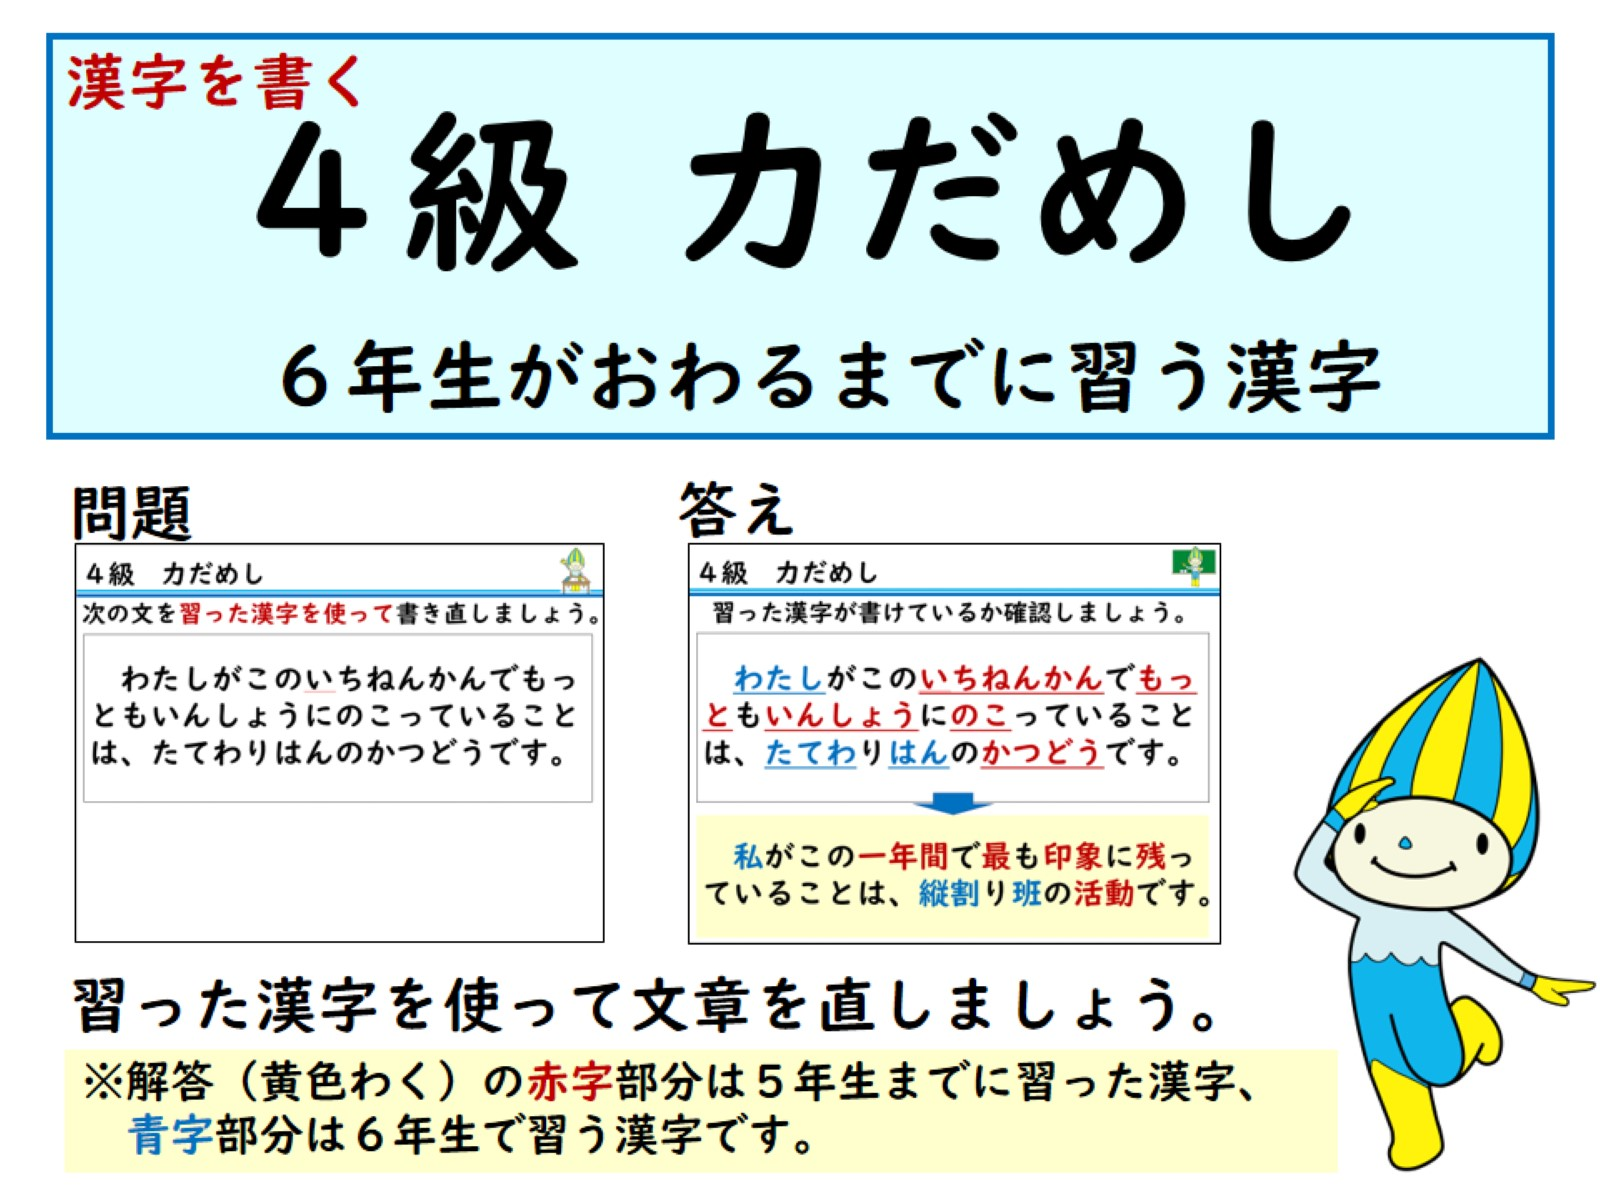 漢字を書く
４級 力だめし
６年生がおわるまでに習う漢字
問題
４級　力だめし
次の文を習った漢字を使って書き直しましょう。
わたしがこのいちねんかんでもっ
ともいんしょうにのこっていること
は、たてわりはんのかつどうです。
答え
４級　力だめし
習った漢字が書けているか確認しましょう。
わたしがこのいちねんかんでもっ
ともいんしょうにのこっていること
は、たてわりはんのかつどうです。
私がこの一年間で最も印象に残っ
ていることは、縦割り班の活動です。
習った漢字を使って文章を直しましょう。
※解答（黄色わく）の赤字部分は５年生までに習った漢字、
青字部分は６年生で習う漢字です。